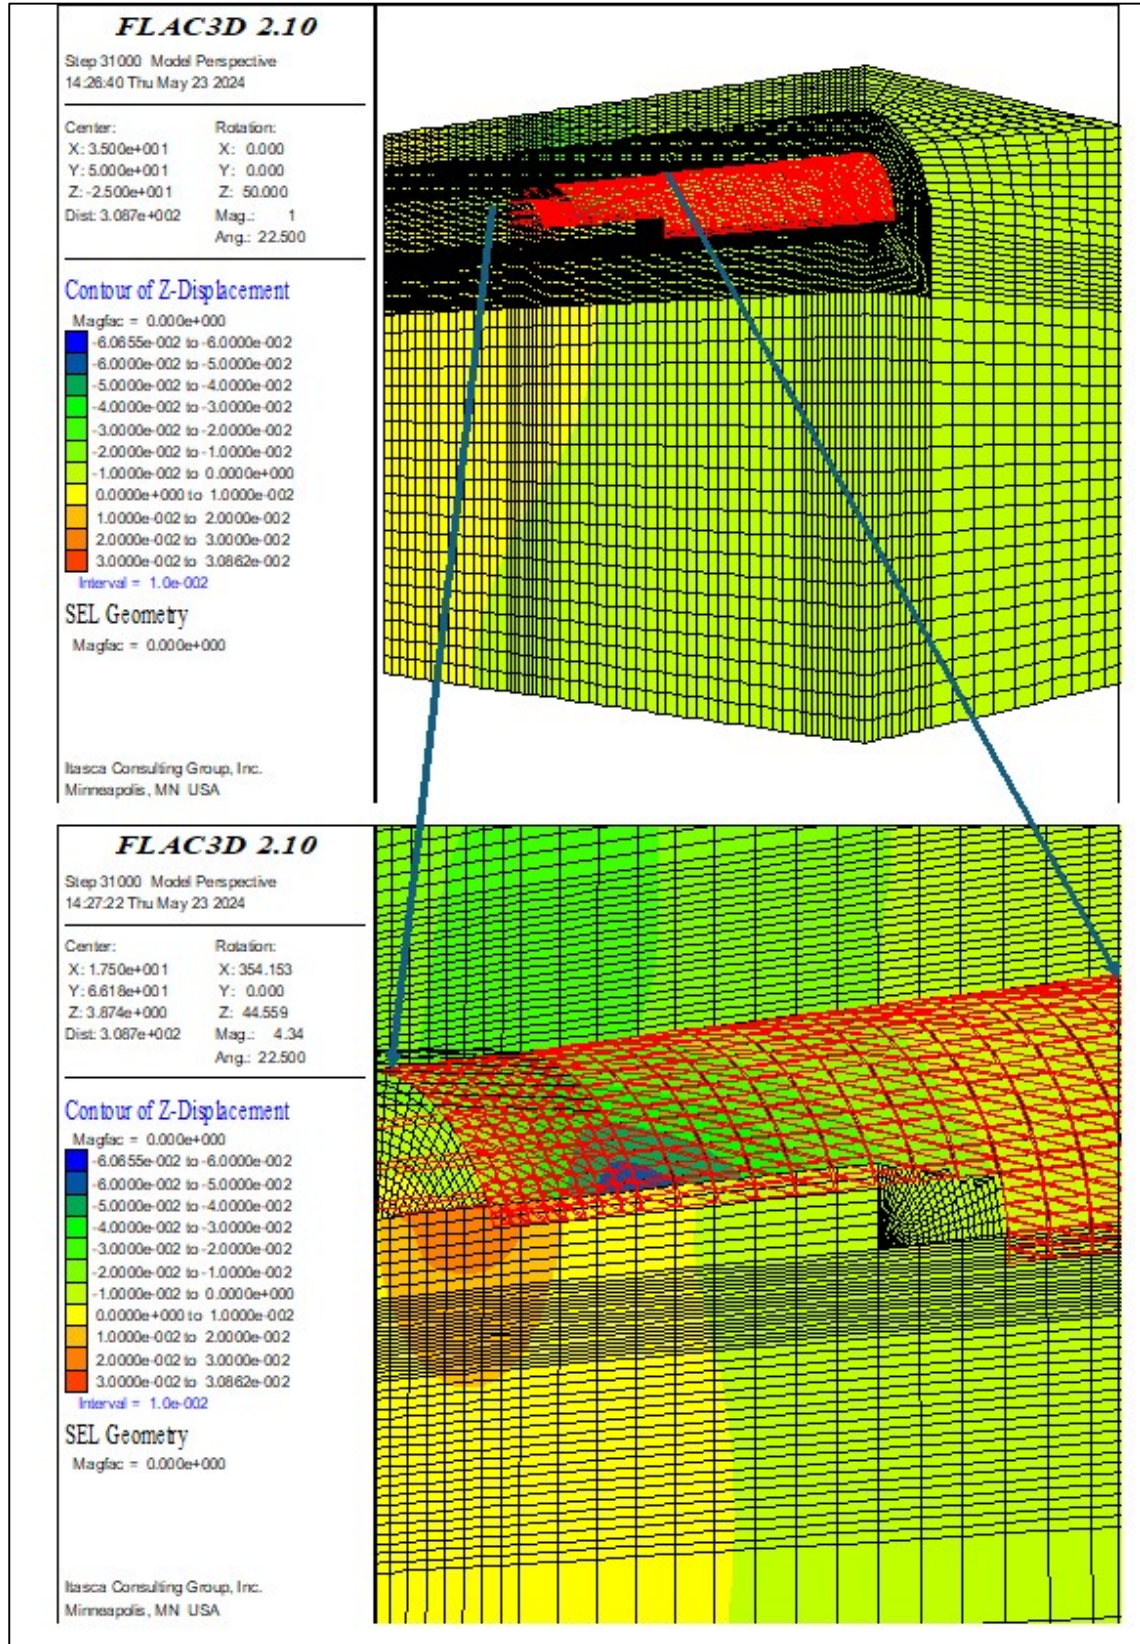 FLAC3D 2.10
Step 31000 Model Perspective
14:26:40 Thu May 23 2024
Center: Rotation:
X: 3.500e+001 X: 0.000
Y: 5.000e+001 Y: 0.000
Z: -2.500e+001 Z: 50.000
Dist: 3.087e+002 Mag.: 1
Ang.: 22.500
Contour of Z-Displacement
Magfac = 0.000e+000
-6.0655e-002 to -6.0000e-002
-6.0000e-002 to -5.0000e-002
-5.0000e-002 to -4.0000e-002
-4.0000e-002 to -3.0000e-002
-3.0000e-002 to -2.0000e-002
-2.0000e-002 to -1.0000e-002
-1.0000e-002 to 0.0000e+000
0.0000e+000 to 1.0000e-002
1.0000e-002 to 2.0000e-002
2.0000e-002 to 3.0000e-002
3.0000e-002 to 3.0862e-002
Interval = 1.0e-002
SEL Geometry
Magfac = 0.000e+000
Itasca Consulting Group, Inc.
Minneapolis, MN USA
FLAC3D 2.10
Step 31000 Model Perspective
14:27:22 Thu May 23 2024
Center: Rotation:
X: 1.750e+001 X: 354.153
Y: 6.618e+001 Y: 0.000
Z: 3.874e+000 Z: 44.559
Dist: 3.087e+002 Mag.: 4.34
Ang.: 22.500
Contour of Z-Displacement
Magfac = 0.000e+000
-6.0655e-002 to -6.0000e-002
-6.0000e-002 to -5.0000e-002
-5.0000e-002 to -4.0000e-002
-4.0000e-002 to -3.0000e-002
-3.0000e-002 to -2.0000e-002
-2.0000e-002 to -1.0000e-002
-1.0000e-002 to 0.0000e+000
0.0000e+000 to 1.0000e-002
1.0000e-002 to 2.0000e-002
2.0000e-002 to 3.0000e-002
3.0000e-002 to 3.0862e-002
Interval = 1.0e-002
SEL Geometry
Magfac = 0.000e+000
Itasca Consulting Group, Inc.
Minneapolis, MN USA